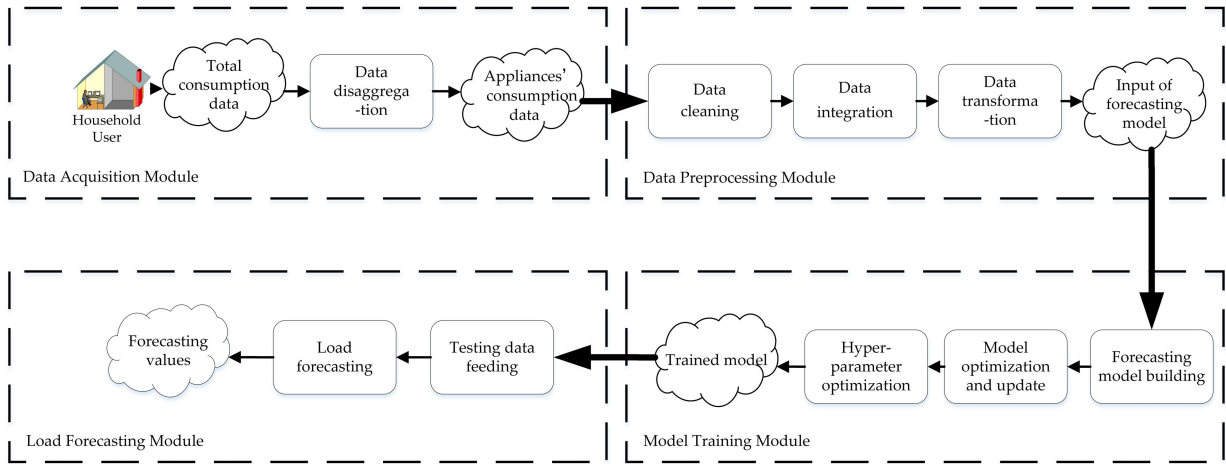 Household
User
Total
consumption
data
Data
disaggrega
-tion
Appliances’
consumption
data
Data Acquisition Module
Data
cleaning
Data
integration
Data
transforma
-tion
Input of
forecasting
model
Data Preprocessing Module
Forecasting
model building
Model
optimization
and update
Hyper-
parameter
optimization
Trained model
Model Training Module
Testing data
feeding
Load
forecasting
Forecasting
values
Load Forecasting Module